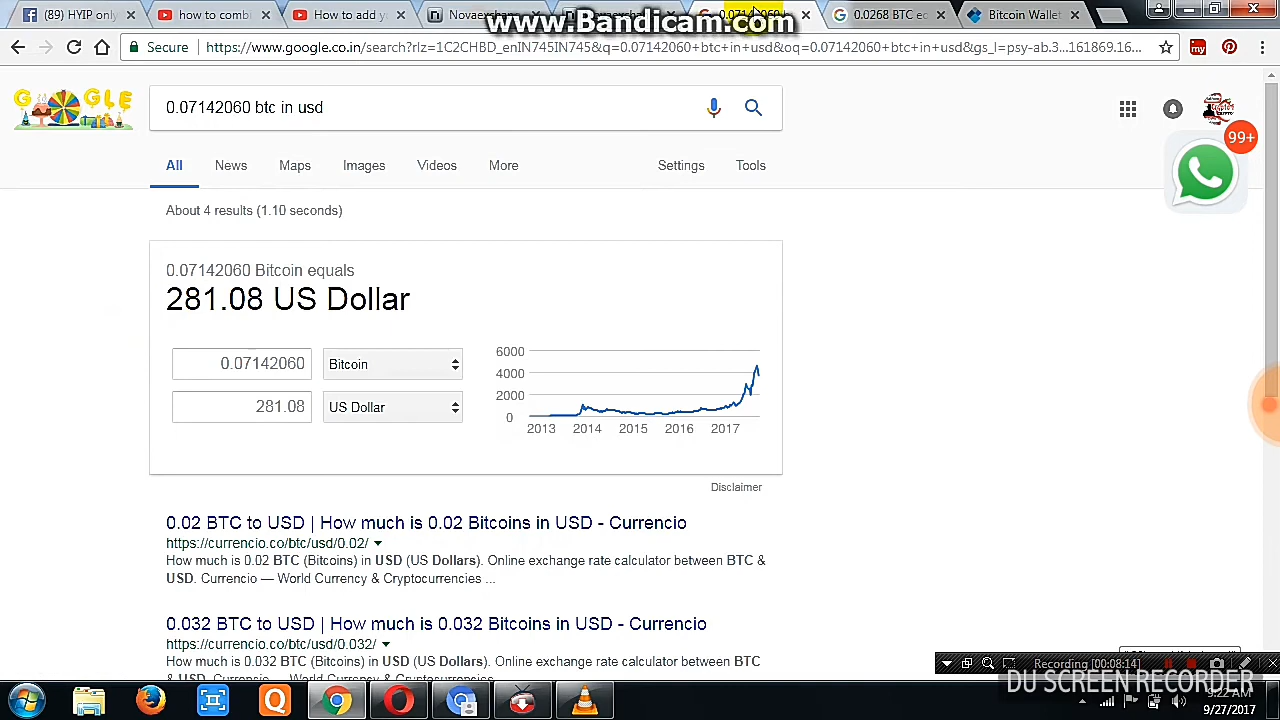 www.Bandicam.com
(89) HYIP only
how to comb
How to add y
0.0268 BTC e
Bitcoin Walle
Secure
https://www.google.co.in/search?rlz=1C2CHBD_enIN745IN745&q=0.07142060+btc+in+usd&oq=0.07142060+btc+in+usd&gs_l=psy-ab.3...161869.16...
my
GOOGLE
0.07142060 btc in usd
99+
All
News
Maps
Images
Videos
More
Settings
Tools
About 4 results (1.10 seconds)
0.07142060 Bitcoin equals
281.08 US Dollar
0.07142060
Bitcoin
281.08
US Dollar
6000
4000
2000
0
2013
2014
2015
2016
2017
Disclaimer
0.02 BTC to USD | How much is 0.02 Bitcoins in USD - Currencio
https://currencio.co/btc/usd/0.02/
How much is 0.02 BTC (Bitcoins) in USD (US Dollars). Online exchange rate calculator between BTC &
USD. Currencio — World Currency & Cryptocurrencies ...
0.032 BTC to USD | How much is 0.032 Bitcoins in USD - Currencio
https://currencio.co/btc/usd/0.032/
How much is 0.032 BTC (Bitcoins) in USD (US Dollars). Online exchange rate calculator between BTC
Recording [00:08:14]
DU SCREEN RECORDER
9:22 AM
9/27/2017